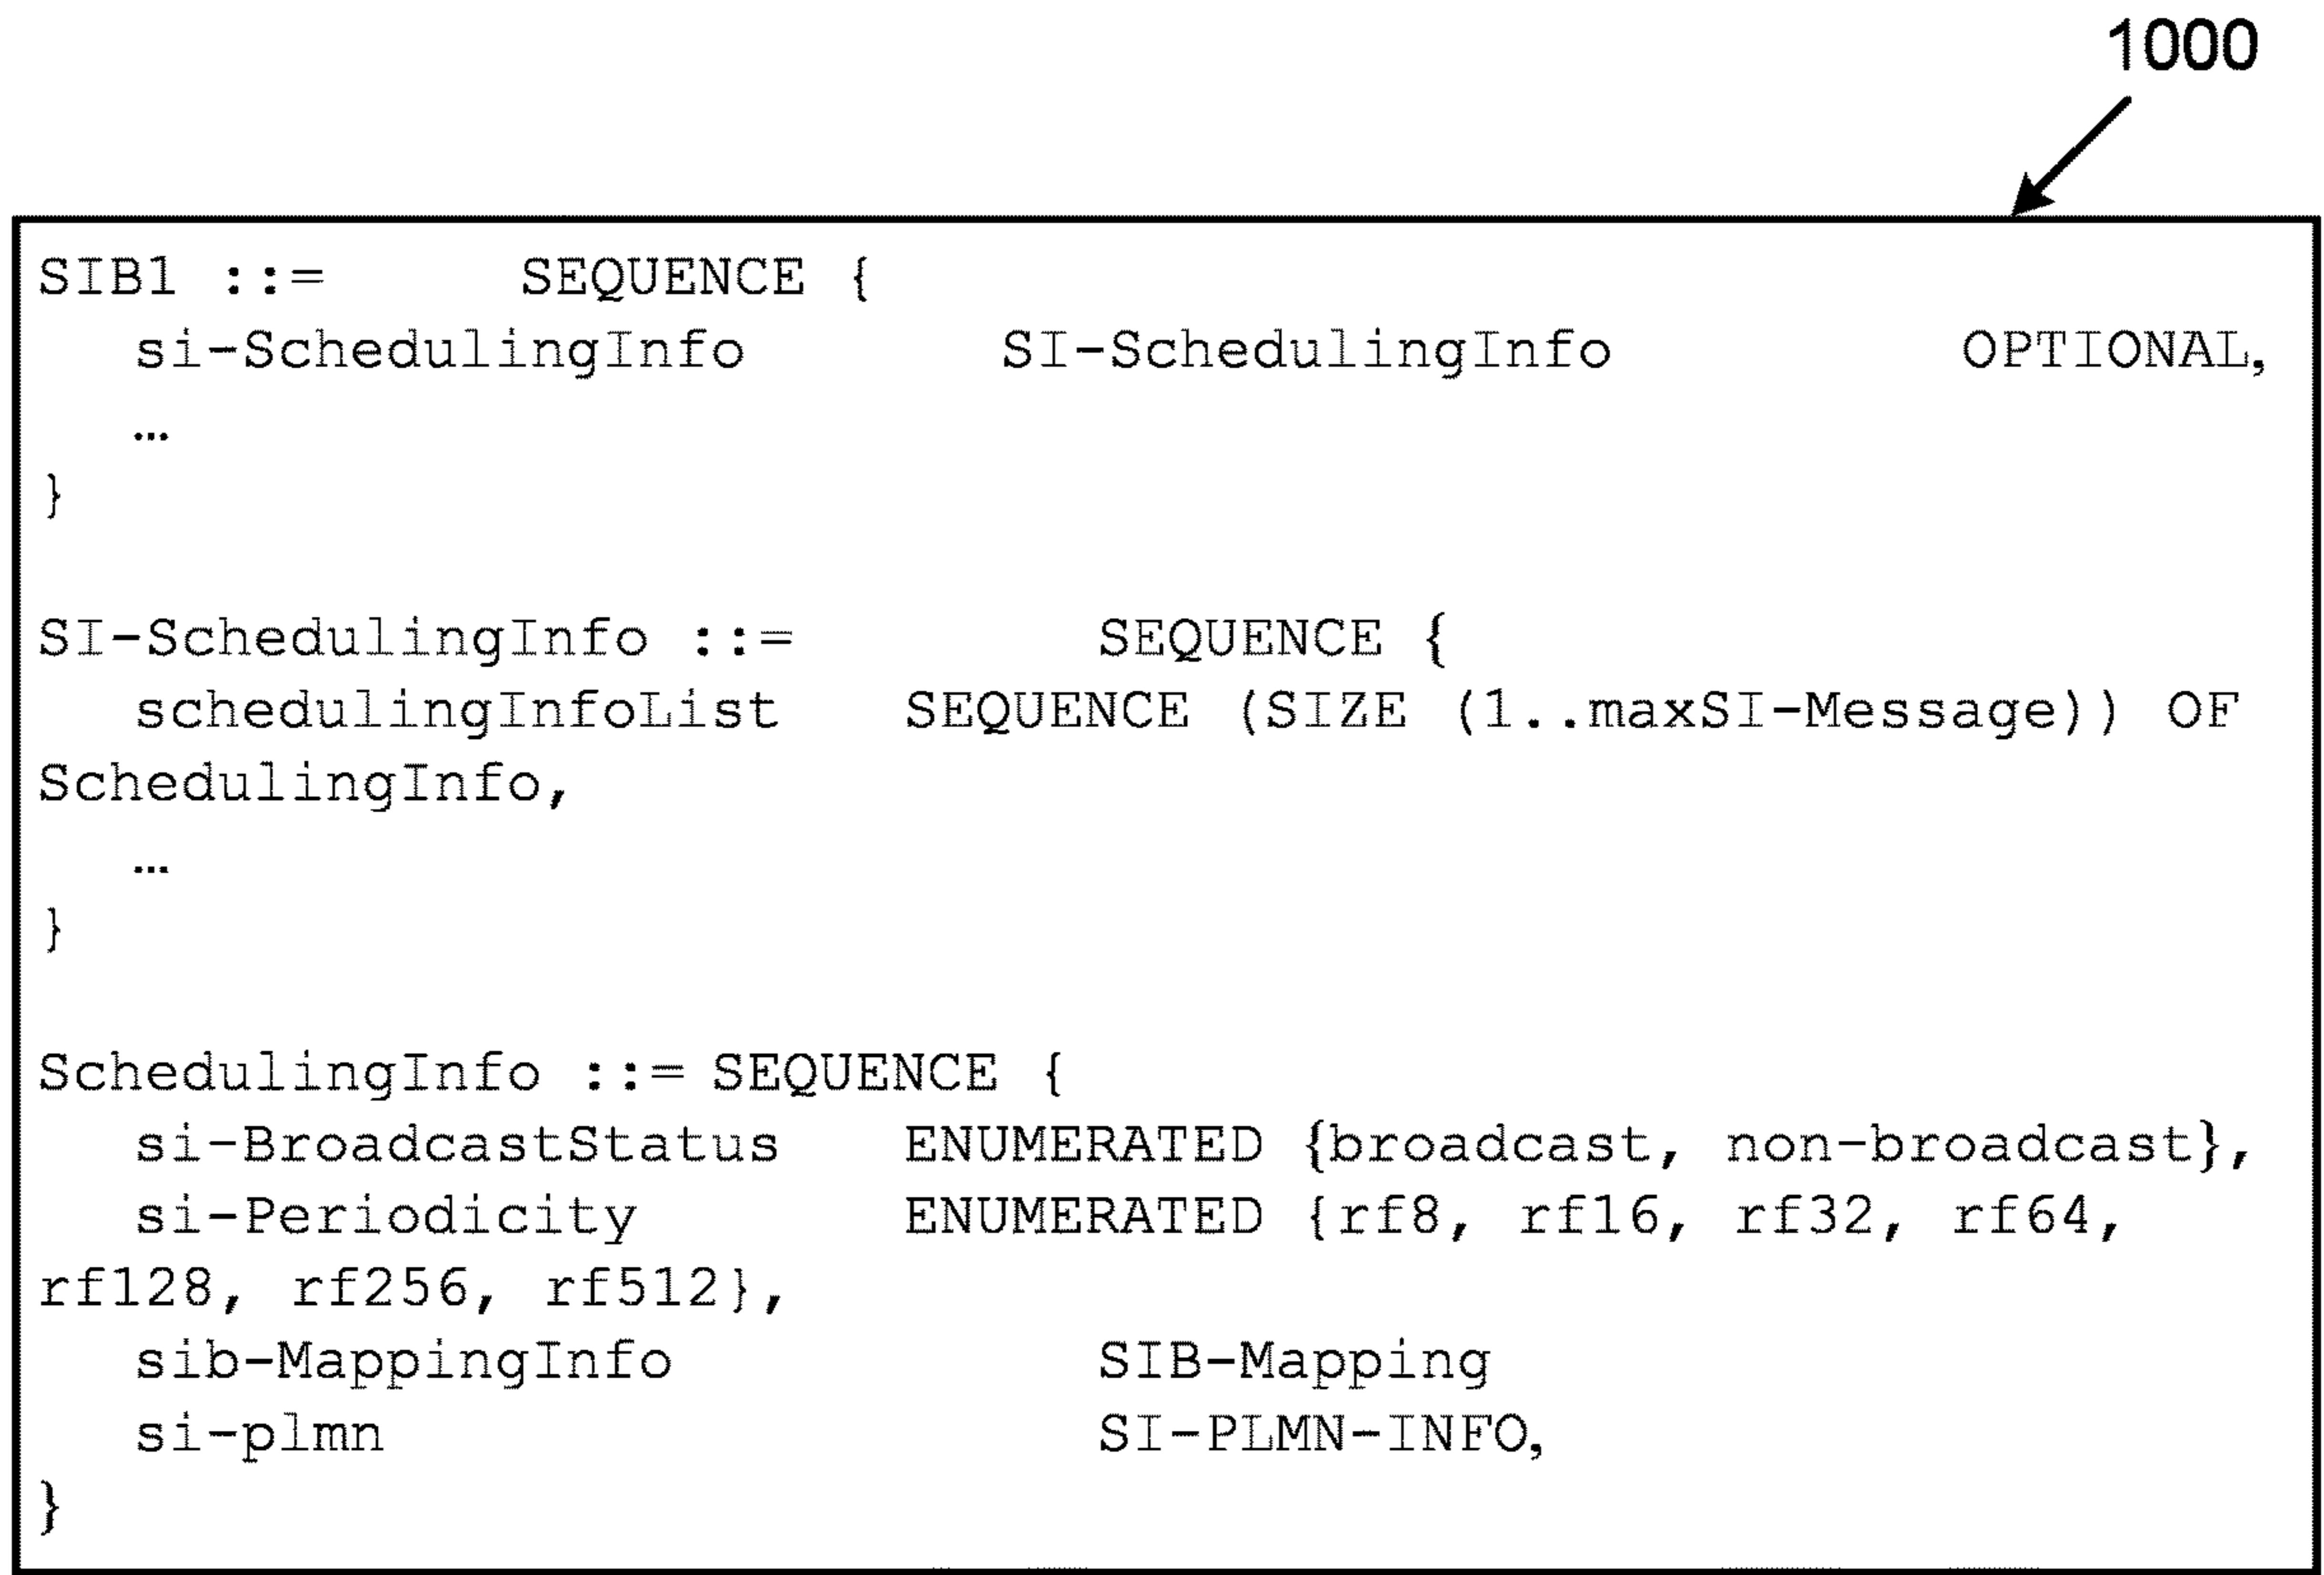 1000
SIB1 ::= SEQUENCE {
si-SchedulingInfo SI-SchedulingInfo OPTIONAL,
…
}
SI-SchedulingInfo ::= SEQUENCE {
schedulingInfoList SEQUENCE (SIZE (1..maxSI-Message)) OF
SchedulingInfo,
…
}
SchedulingInfo ::= SEQUENCE {
si-BroadcastStatus ENUMERATED {broadcast, non-broadcast},
si-Periodicity ENUMERATED {rf8, rf16, rf32, rf64,
rf128, rf256, rf512},
sib-MappingInfo SIB-Mapping
si-plmn SI-PLMN-INFO,
}